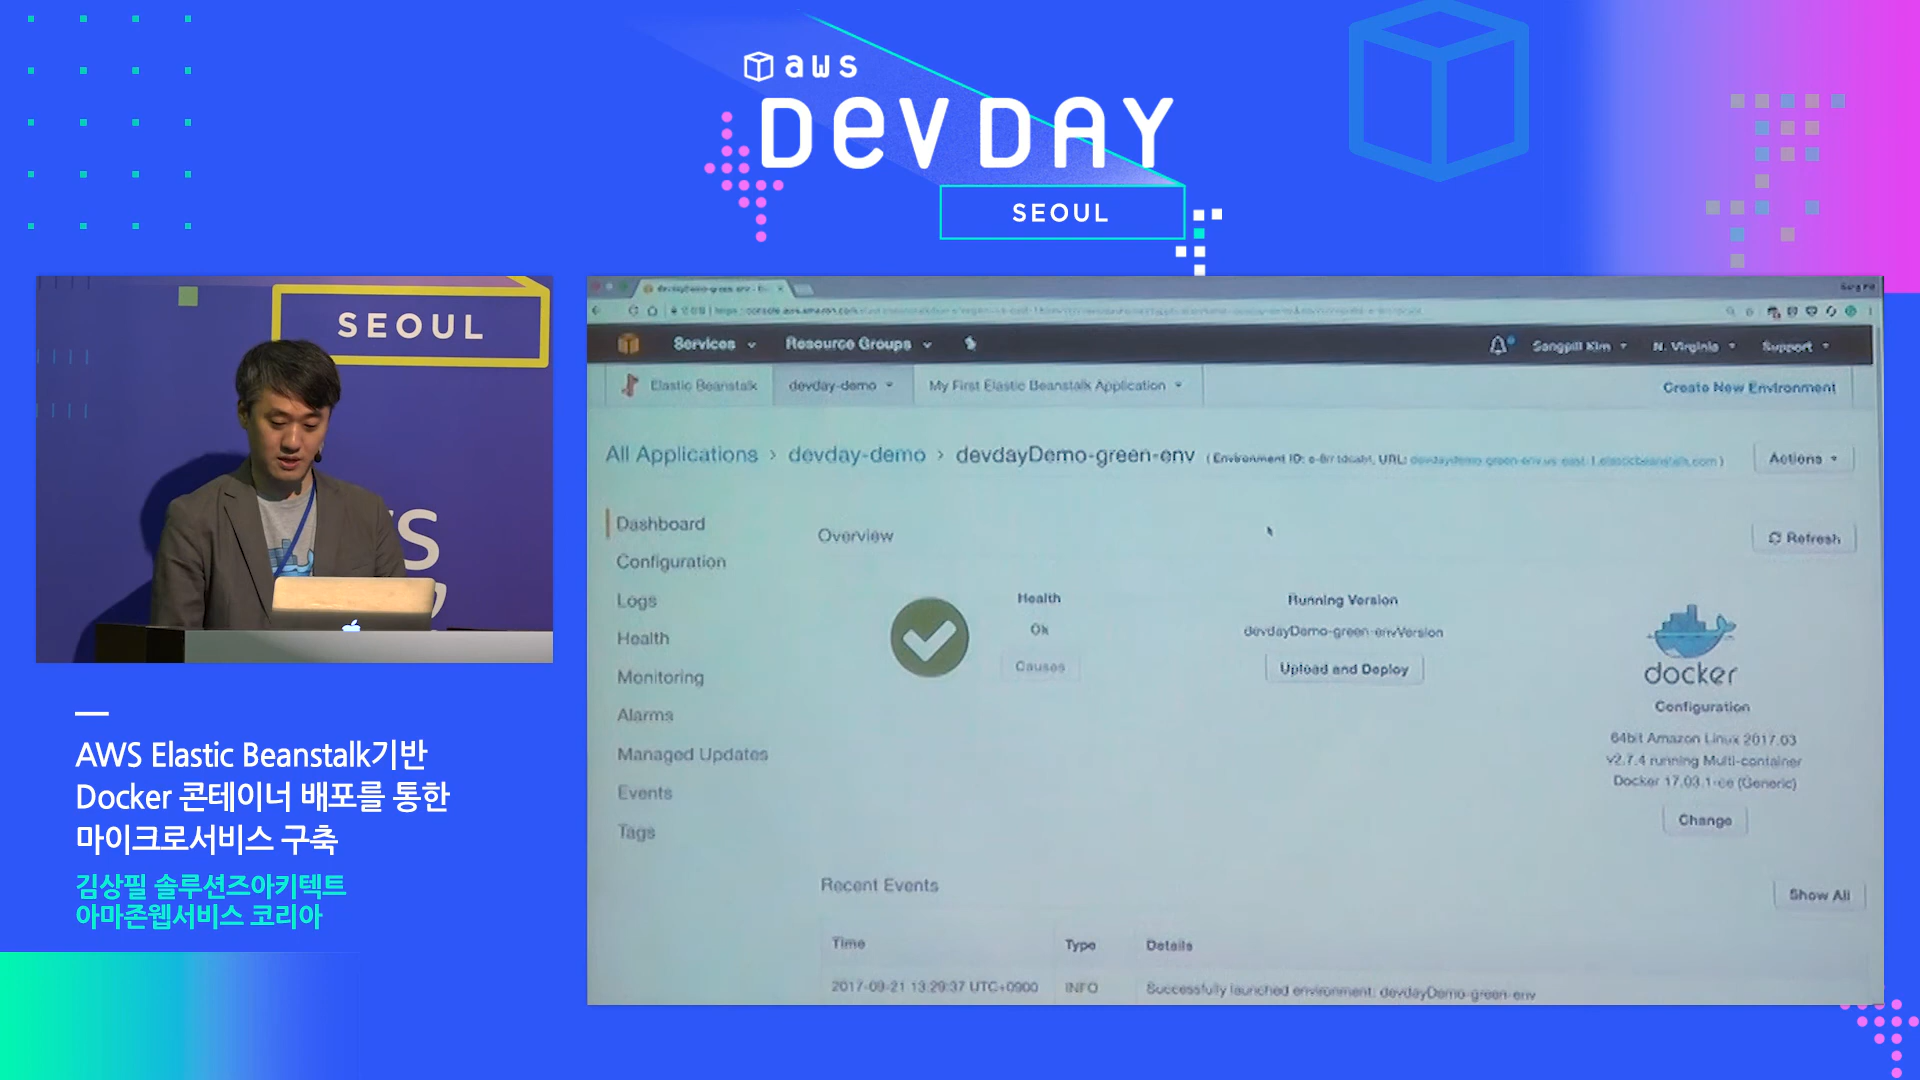 aws
DEV DAY
SEOUL
SEOUL
AWS Elastic Beanstalk기반
Docker 콘테이너 배포를 통한
마이크로서비스 구축
김상필 솔루션즈아키텍트
아마존웹서비스 코리아
Services
Resource Groups
Sangpill Kim
N. Virginia
Support
Elastic Beanstalk
devday-demo
My First Elastic Beanstalk Application
Create New Environment
All Applications › devday-demo › devdayDemo-green-env ( Environment ID: URL:
Actions
Dashboard
Configuration
Logs
Health
Monitoring
Alarms
Managed Updates
Events
Tags
Overview
Refresh
Health
Ok
Causes
Running Version
devdayDemo-green-envVersion
Upload and Deploy
docker
Configuration
64bit Amazon Linux 2017.03
v2.7.4 running Multi-container
Docker 17.03.1-ce (Generic)
Change
Recent Events
Show All
Time Type Details
2017-09-21 13:29:37 UTC+0900 INFO Successfully launched environment: devdayDemo-green-env